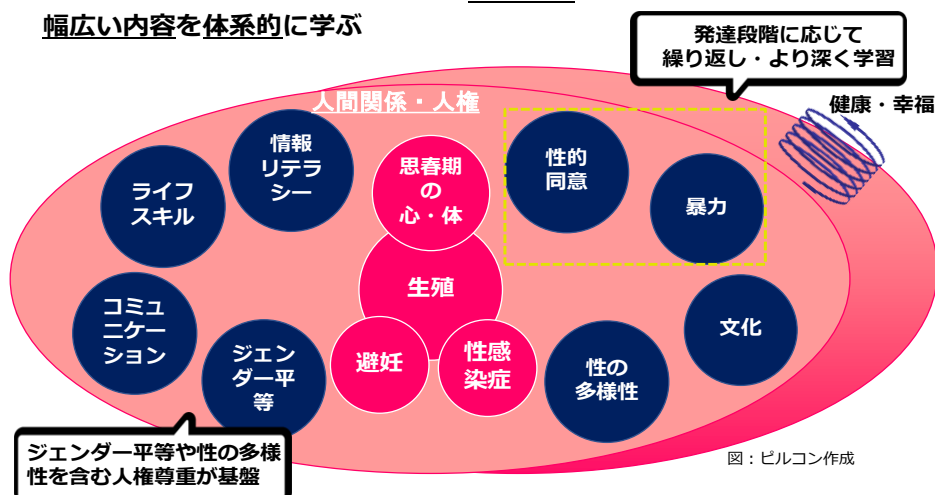 幅広い内容を体系的に学ぶ
発達段階に応じて
繰り返し・より深く学習
健康・幸福
人間関係・人権
情報
リテラ
シー
思春期
の
心・体
性的
同意
ライフ
スキル
暴力
生殖
コミュ
ニケー
ション
文化
ジェン
ダー平
等
避妊
性感
染症
性の
多様性
ジェンダー平等や性の多様
性を含む人権尊重が基盤
図：ピルコン作成